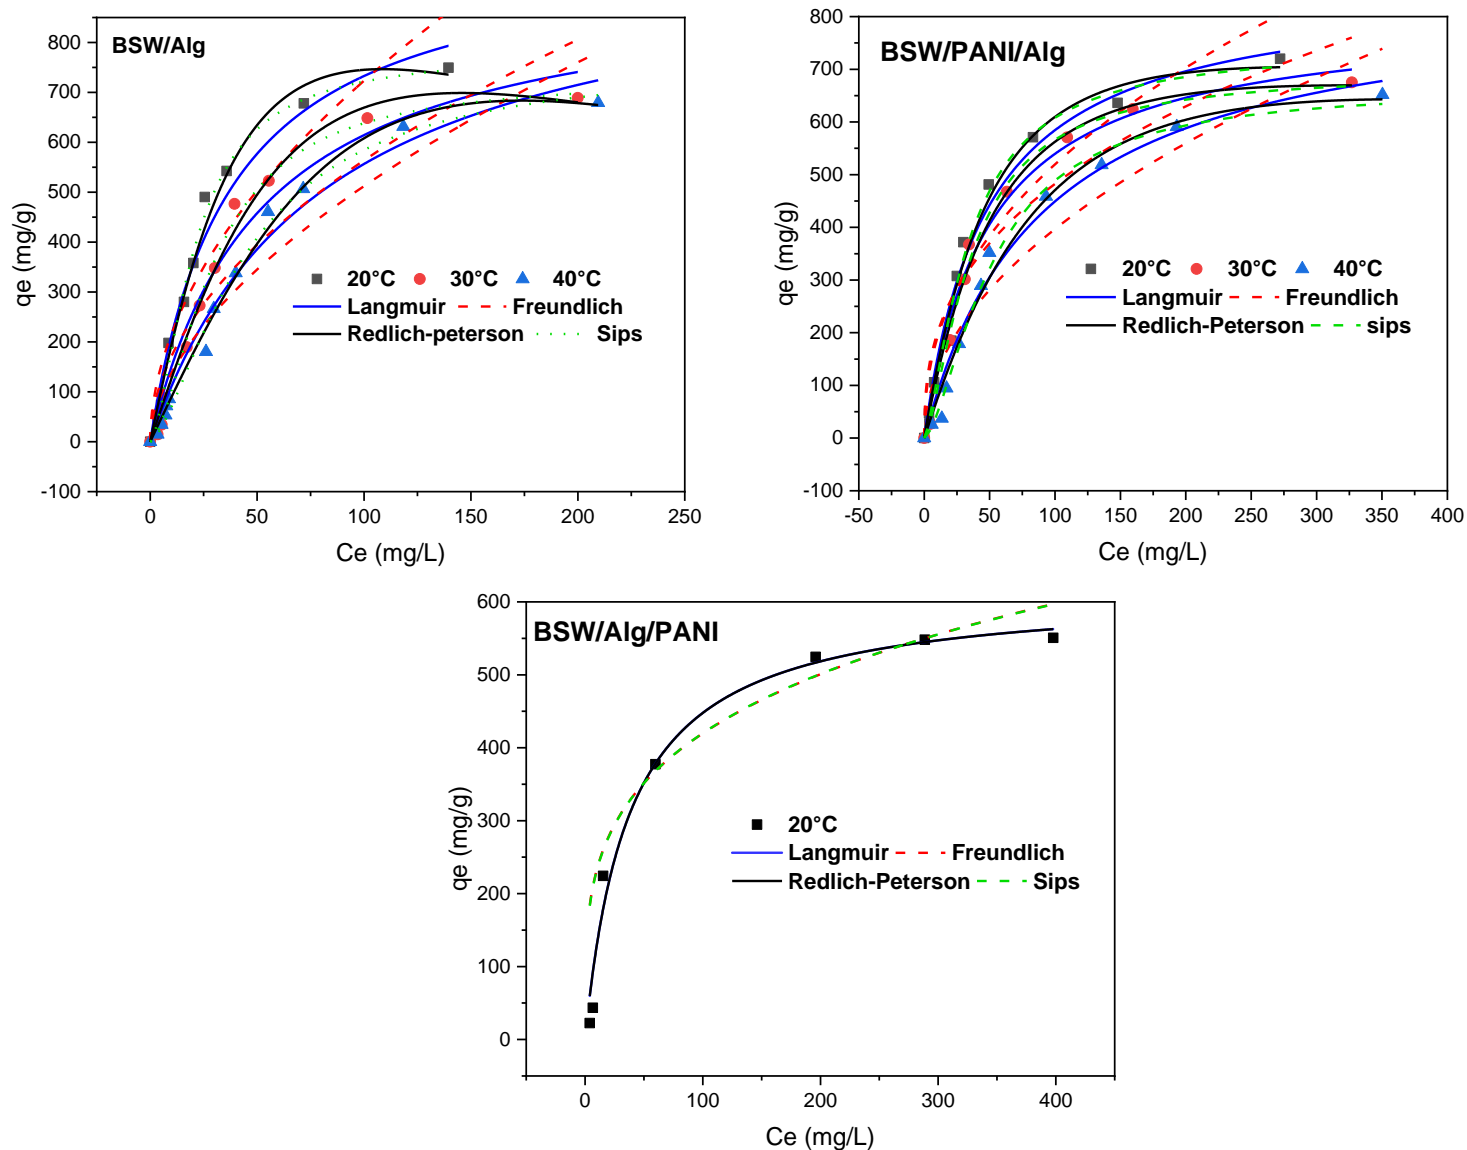 BSW/Alg
800
700
600
500
400
300
200
100
0
-100
qe (mg/g)
20°C 30°C 40°C
Langmuir Freundlich
Redlich-peterson Sips
0 50 100 150 200 250
Ce (mg/L)
BSW/PANI/Alg
800
700
600
500
400
300
200
100
0
-100
qe (mg/g)
20°C 30°C 40°C
Langmuir Freundlich
Redlich-Peterson sips
-50 0 50 100 150 200 250 300 350 400
Ce (mg/L)
BSW/Alg/PANI
600
500
400
300
200
100
0
qe (mg/g)
20°C
Langmuir Freundlich
Redlich-Peterson Sips
0 100 200 300 400
Ce (mg/L)